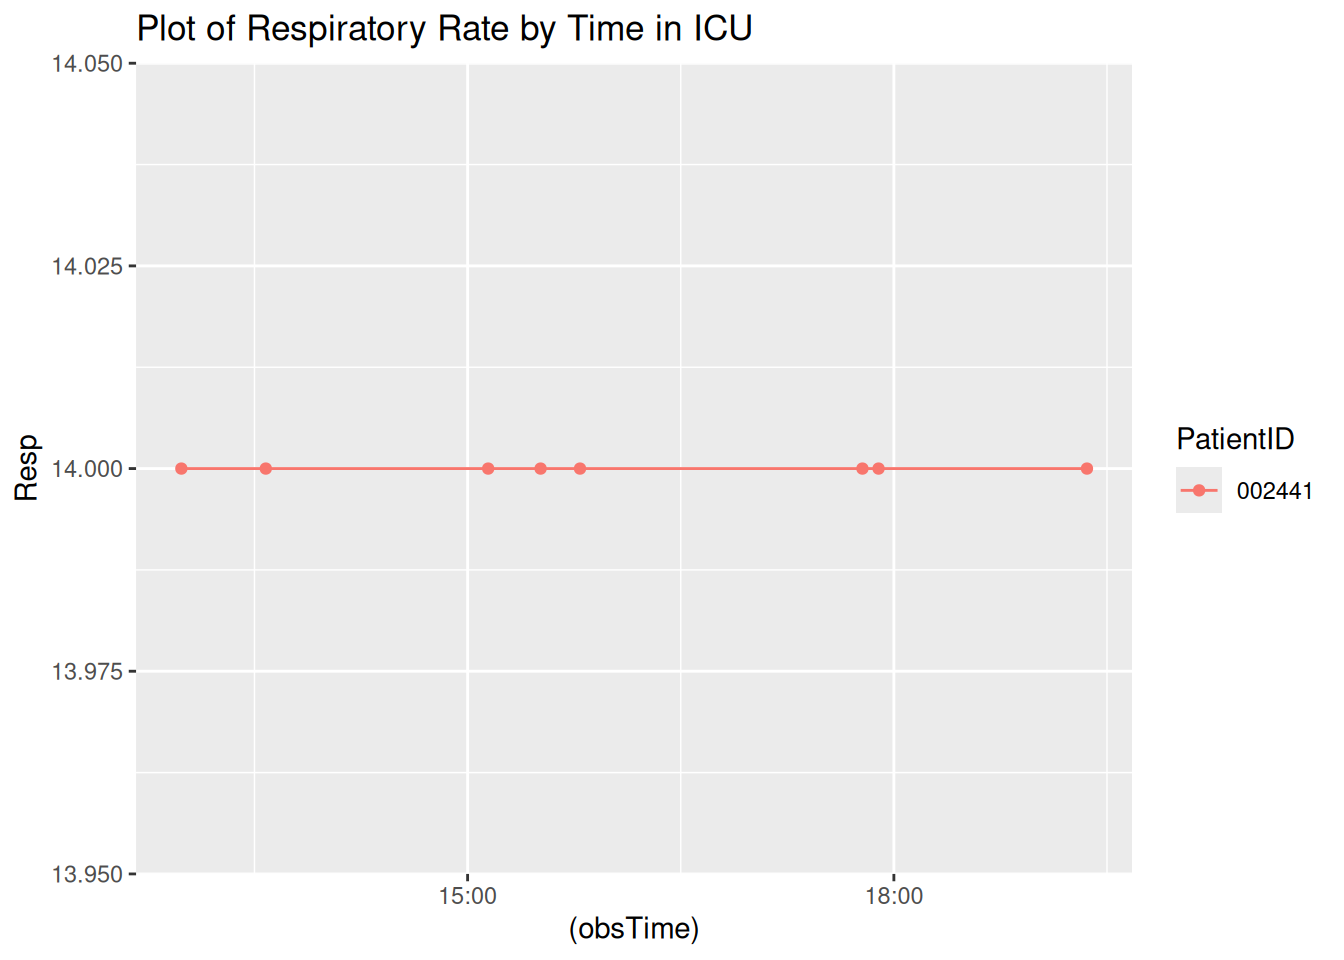 Plot of Respiratory Rate by Time in ICU
14.050
14.025
14.000
13.975
13.950
Resp
15:00
18:00
(obsTime)
PatientID
002441